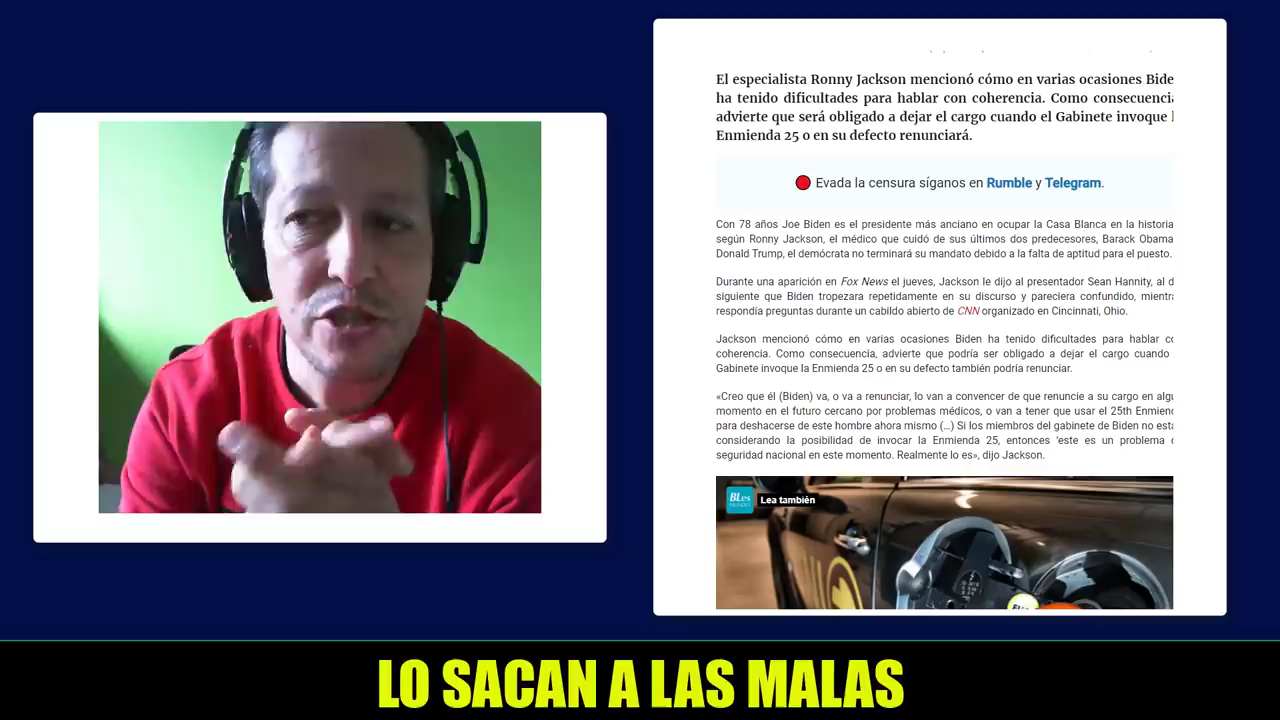 El especialista Ronny Jackson mencionó cómo en varias ocasiones Bide
ha tenido dificultades para hablar con coherencia. Como consecuencia
advierte que será obligado a dejar el cargo cuando el Gabinete invoque
Enmienda 25 o en su defecto renunciará.
Evada la censura síganos en Rumble y Telegram.
Con 78 años Joe Biden es el presidente más anciano en ocupar la Casa Blanca en la historia
según Ronny Jackson, el médico que cuidó de sus últimos dos predecesores, Barack Obama
Donald Trump, el demócrata no terminará su mandato debido a la falta de aptitud para el puesto.
Durante una aparición en Fox News el jueves, Jackson le dijo al presentador Sean Hannity, al d
siguiente que Biden tropezara repetidamente en su discurso y pareciera confundido, mientra
respondía preguntas durante un cabildo abierto de CNN organizado en Cincinnati, Ohio.
Jackson mencionó cómo en varias ocasiones Biden ha tenido dificultades para hablar co
coherencia. Como consecuencia, advierte que podría ser obligado a dejar el cargo cuando
Gabinete invoque la Enmienda 25 o en su defecto también podría renunciar.
«Creo que él (Biden) va, o va a renunciar, lo van a convencer de que renuncie a su cargo en algu
momento en el futuro cercano por problemas médicos, o van a tener que usar el 25th Enmienc
para deshacerse de este hombre ahora mismo (...) Si los miembros del gabinete de Biden no está
considerando la posibilidad de invocar la Enmienda 25, entonces ‘este es un problema d
seguridad nacional en este momento. Realmente lo es», dijo Jackson.
BLes
MUNDO
Lea también
LO SACAN A LAS MALAS